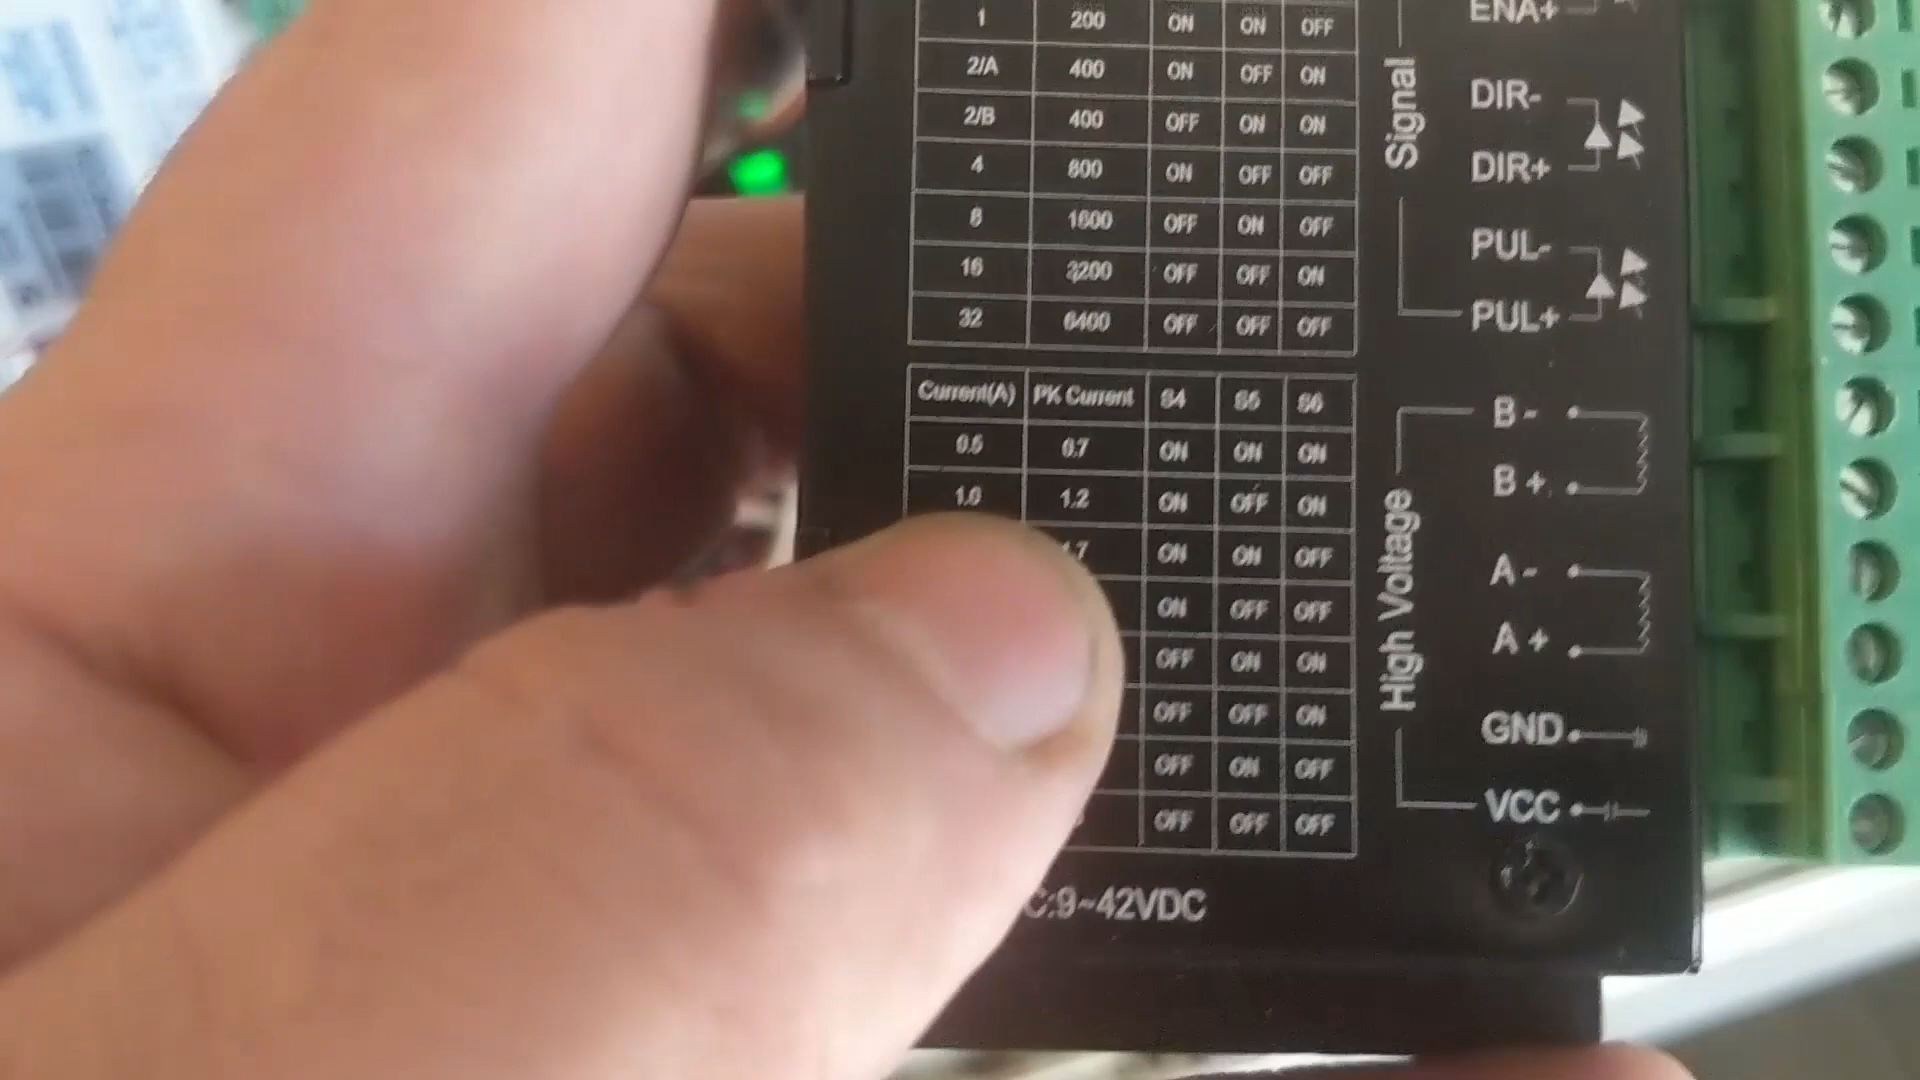 1 200 ON ON OFF
2/A 400 ON OFF ON
2/B 400 OFF ON ON
4 800 ON OFF OFF
8 1600 OFF ON OFF
16 3200 OFF OFF ON
32 6400 OFF OFF OFF
Current(A) PK Current S4 S5 S6
0.5 0.7 ON ON ON
1.0 1.2 ON OFF ON
ON ON OFF
ON OFF OFF
OFF ON ON
OFF OFF ON
OFF ON OFF
OFF OFF OFF
C:9~42VDC
Signal
ENA+
DIR-
DIR+
PUL-
PUL+
High Voltage
B-
B+
A-
A+
GND
VCC